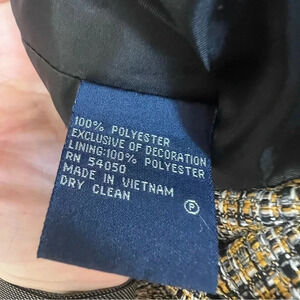 100% POLYESTER
EXCLUSIVE OF DECORATION
LINING:100% POLYESTER
RN 54050
MADE IN VIETNAM
DRY CLEAN
P